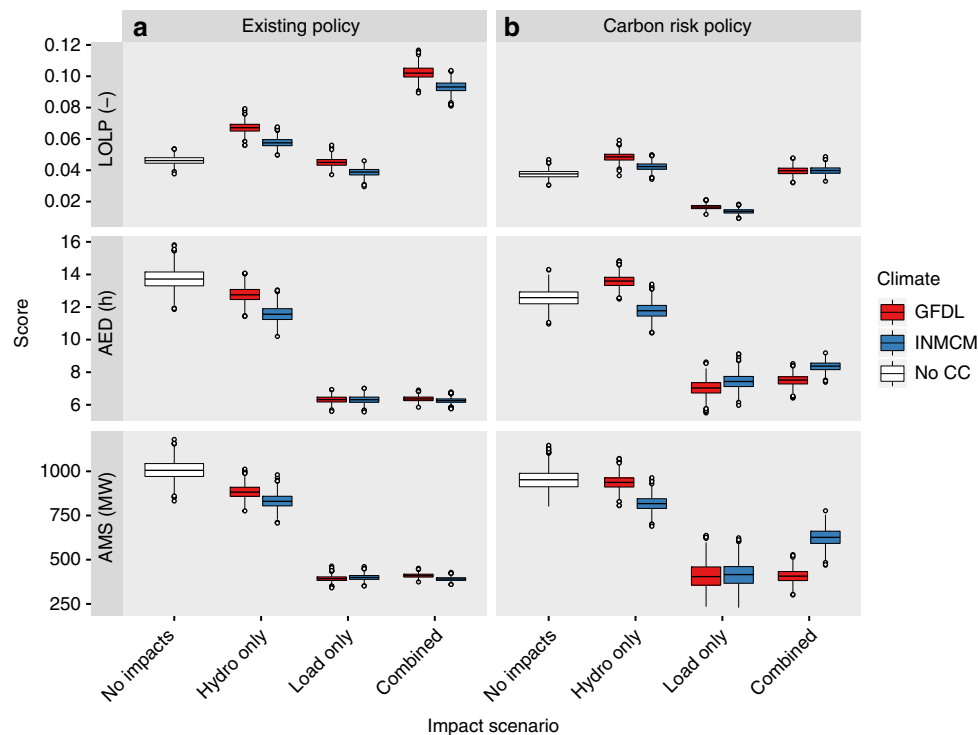 a Existing policy
b Carbon risk policy
Score
LOLP (−)
0.12
0.10
0.08
0.06
0.04
0.02
AED (h)
16
14
12
10
8
6
AMS (MW)
1000
750
500
250
No impacts
Hydro only
Load only
Combined
No impacts
Hydro only
Load only
Combined
Impact scenario
Climate
GFDL
INMCM
No CC